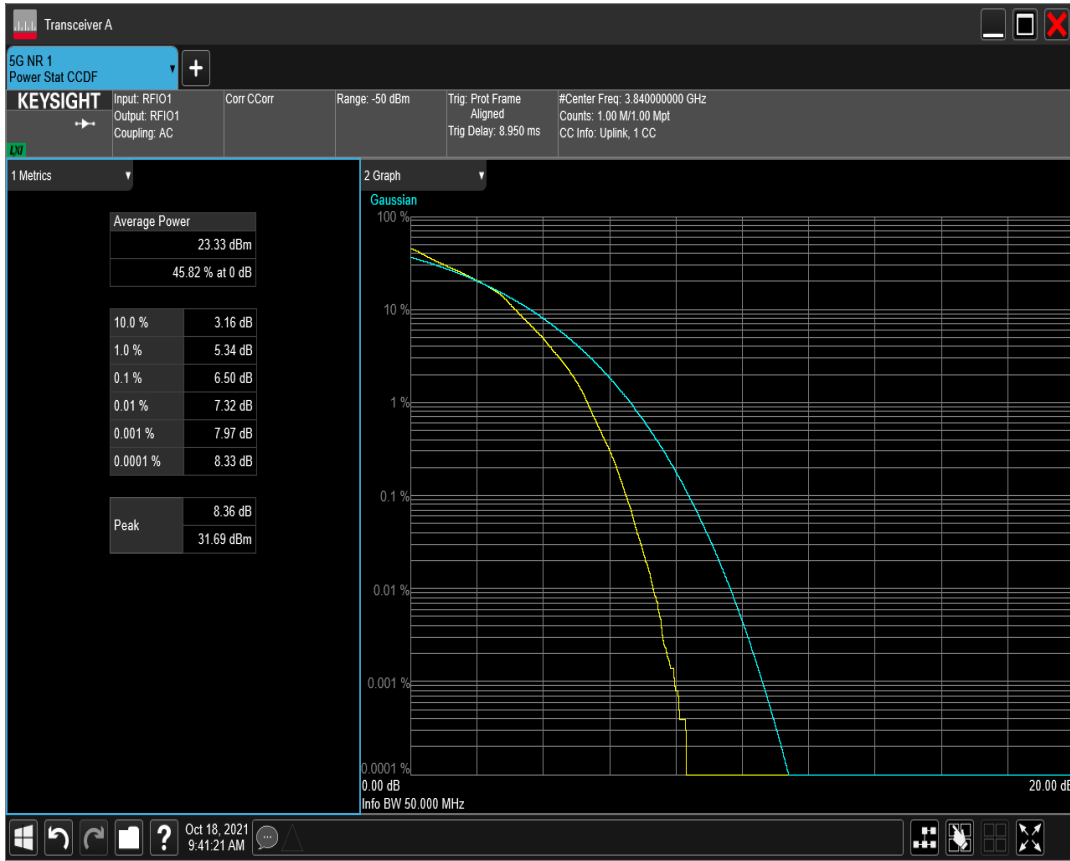 Transceiver A
5G NR 1
Power Stat CCDF
+
KEYSIGHT
LXI
Input: RFIO1
Output: RFIO1
Coupling: AC
Corr CCorr
Range: -50 dBm
Trig: Prot Frame
Aligned
Trig Delay: 8.950 ms
#Center Freq: 3.840000000 GHz
Counts: 1.00 M/1.00 Mpt
CC Info: Uplink, 1 CC
1 Metrics
Average Power
23.33 dBm
45.82 % at 0 dB
10.0 % 3.16 dB
1.0 % 5.34 dB
0.1 % 6.50 dB
0.01 % 7.32 dB
0.001 % 7.97 dB
0.0001 % 8.33 dB
Peak
8.36 dB
31.69 dBm
2 Graph
Gaussian
100 %
10 %
1 %
0.1 %
0.01 %
0.001 %
0.0001 %
0.00 dB 20.00 dB
Info BW 50.000 MHz
?
Oct 18, 2021
9:41:21 AM